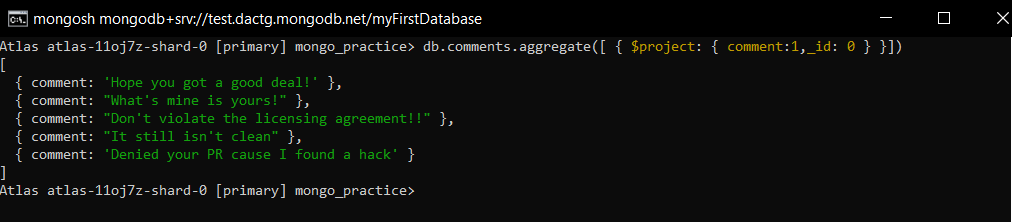 mongosh mongodb+srv://test.dactg.mongodb.net/myFirstDatabase
Atlas atlas-11oj7z-shard-0 [primary] mongo_practice> db.comments.aggregate([ { $project: { comment:1,_id: 0 } }])
[
  { comment: 'Hope you got a good deal!' },
  { comment: "What's mine is yours!" },
  { comment: "Don't violate the licensing agreement!!" },
  { comment: "It still isn't clean" },
  { comment: 'Denied your PR cause I found a hack' }
]
Atlas atlas-11oj7z-shard-0 [primary] mongo_practice>